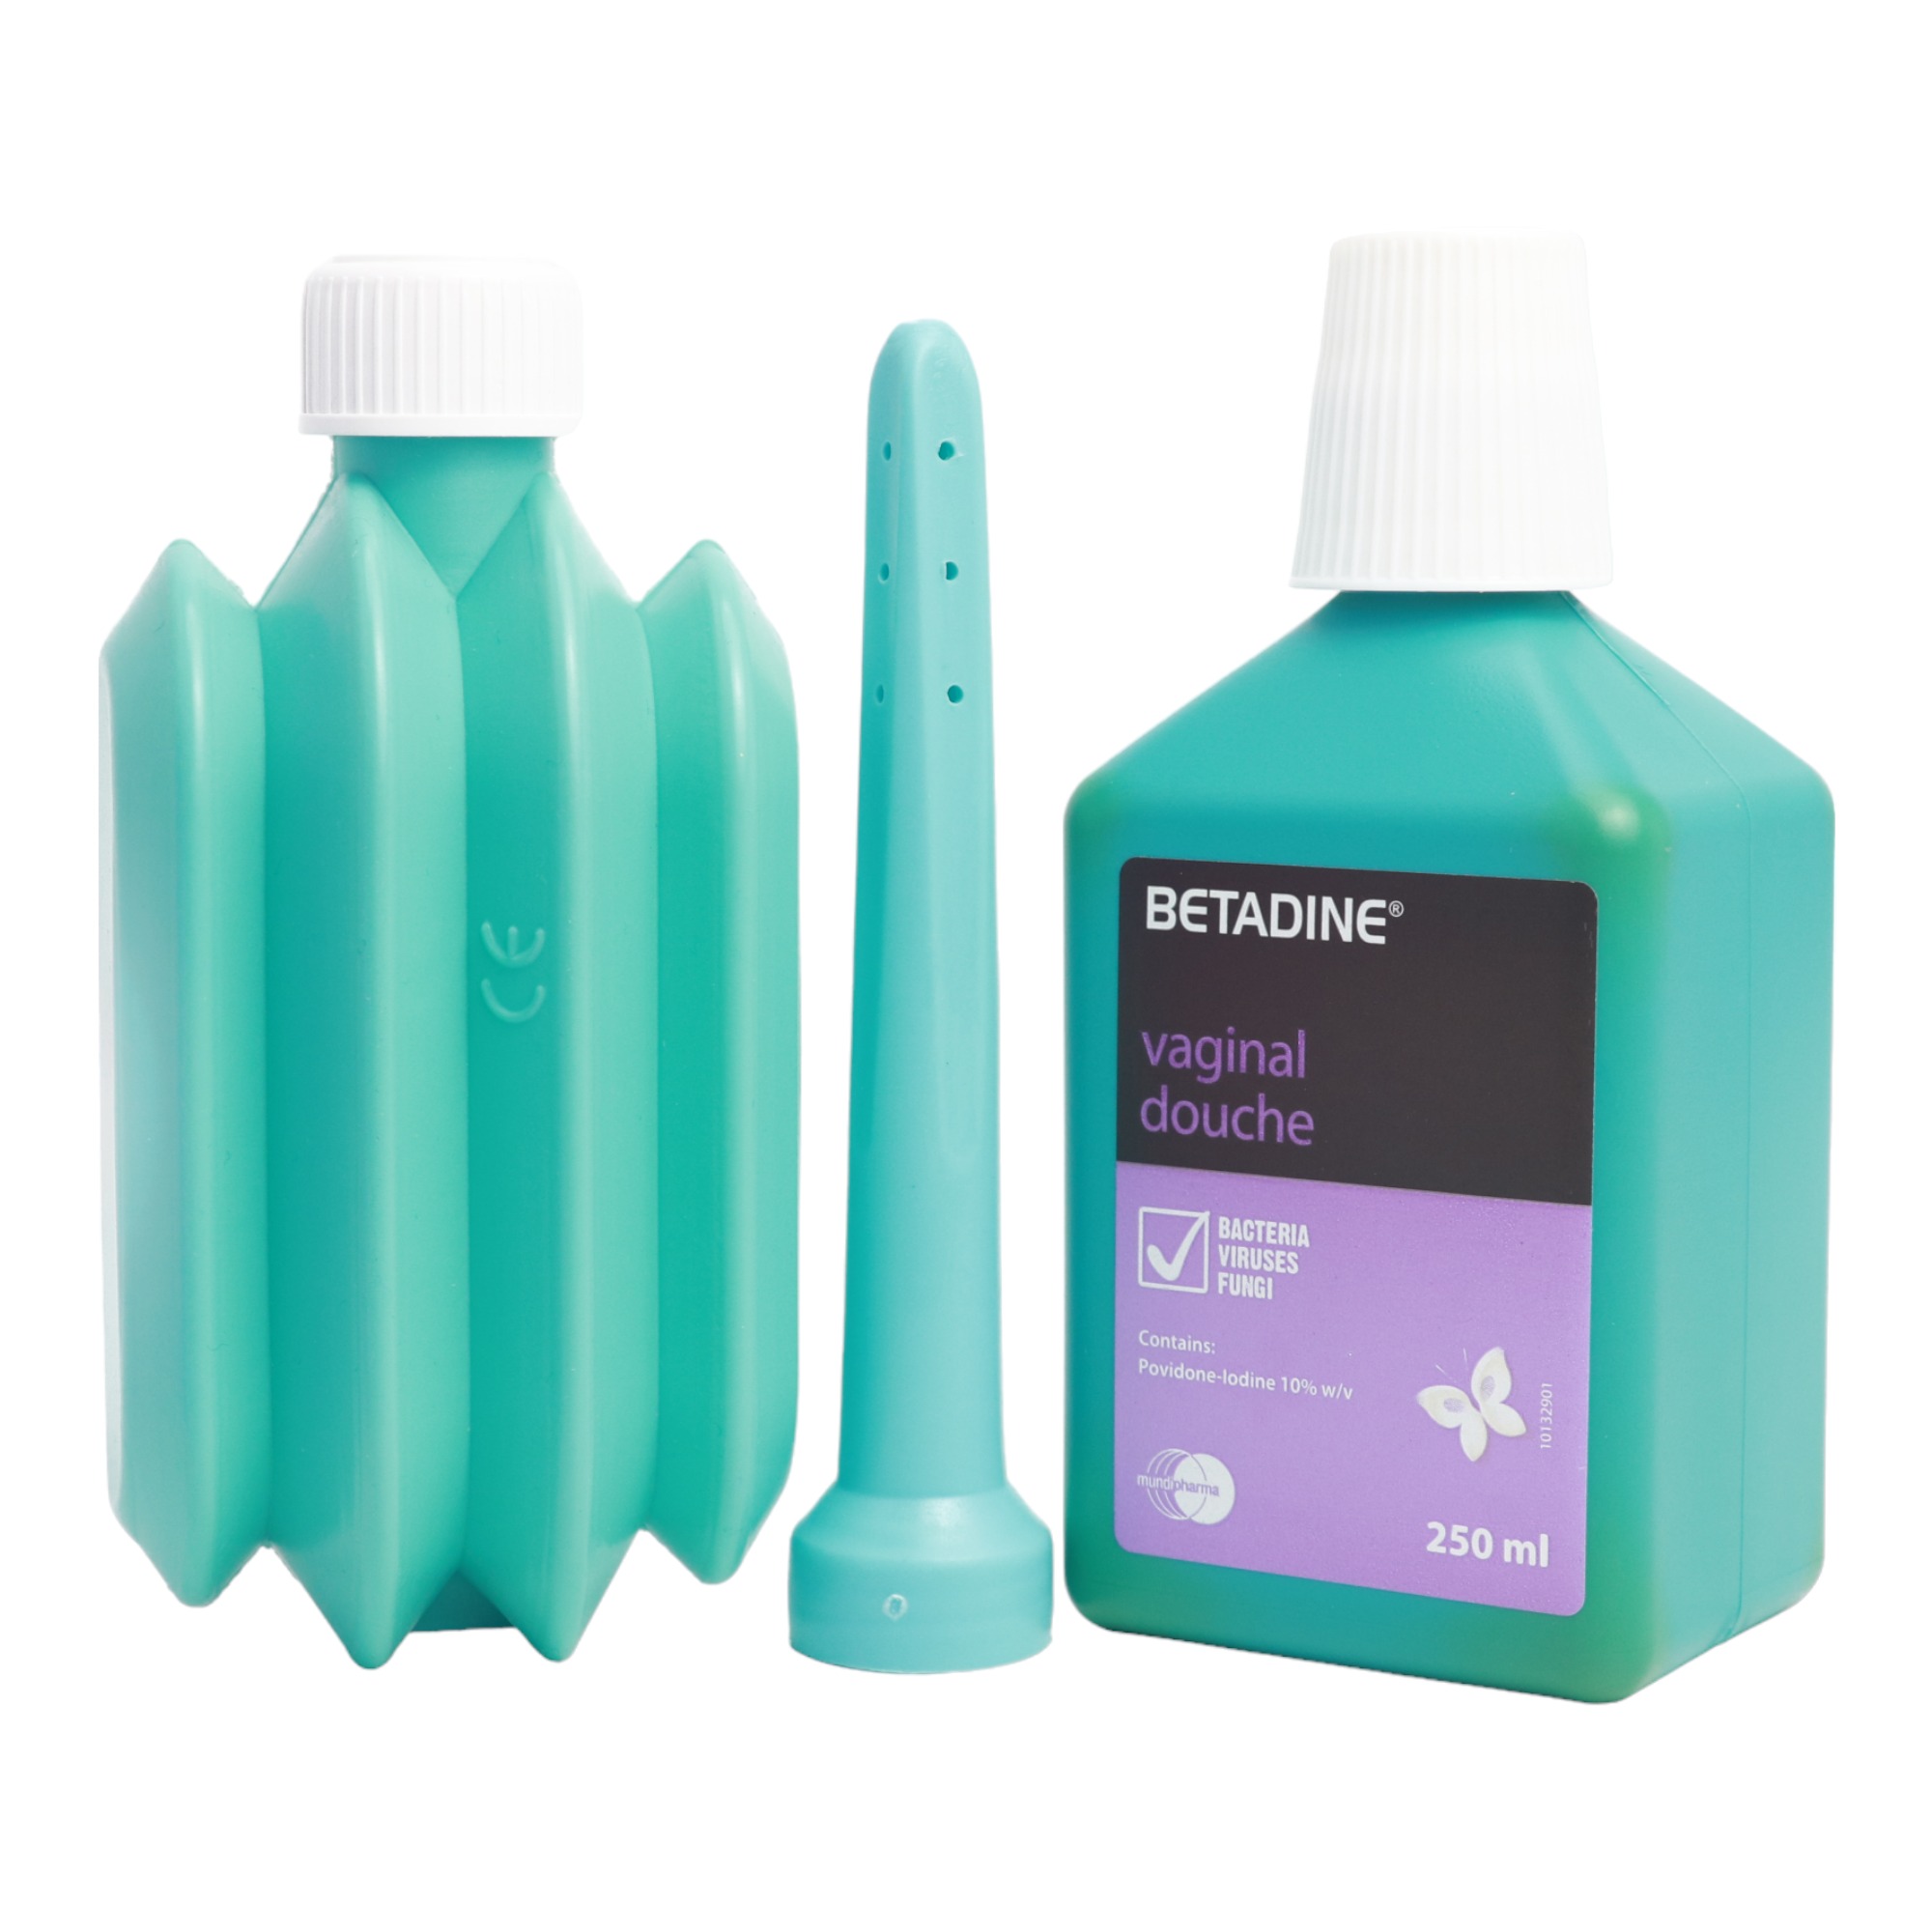 CE
BETADINE®
vaginal
douche
BACTERIA
VIRUSES
FUNGI
Contains:
Povidone-Iodine 10% w/v
10132901
mundipharma
250 ml